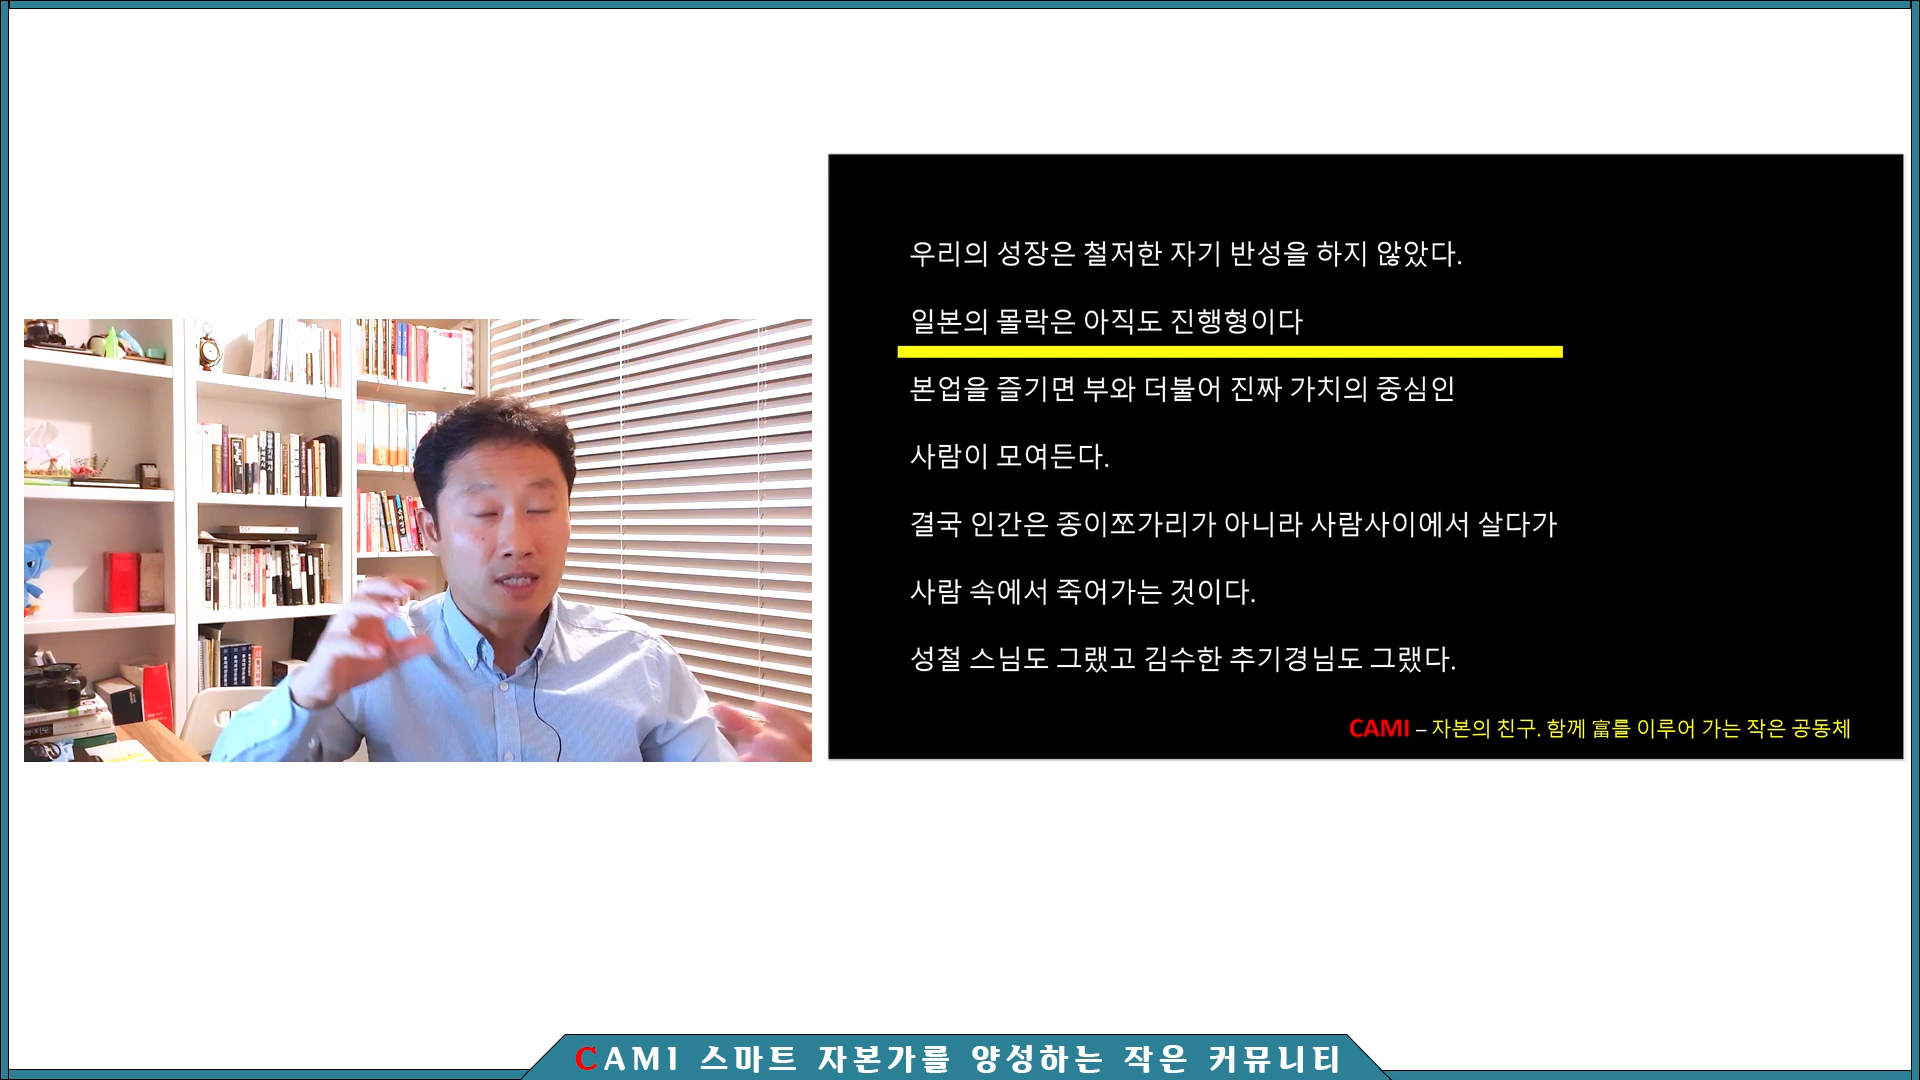 우리의 성장은 철저한 자기 반성을 하지 않았다.
일본의 몰락은 아직도 진행형이다
본업을 즐기면 부와 더불어 진짜 가치의 중심인
사람이 모여든다.
결국 인간은 종이쪼가리가 아니라 사람사이에서 살다가
사람 속에서 죽어가는 것이다.
성철 스님도 그랬고 김수한 추기경님도 그랬다.
CAMI – 자본의 친구. 함께 富를 이루어 가는 작은 공동체
CAMI 스마트 자본가를 양성하는 작은 커뮤니티